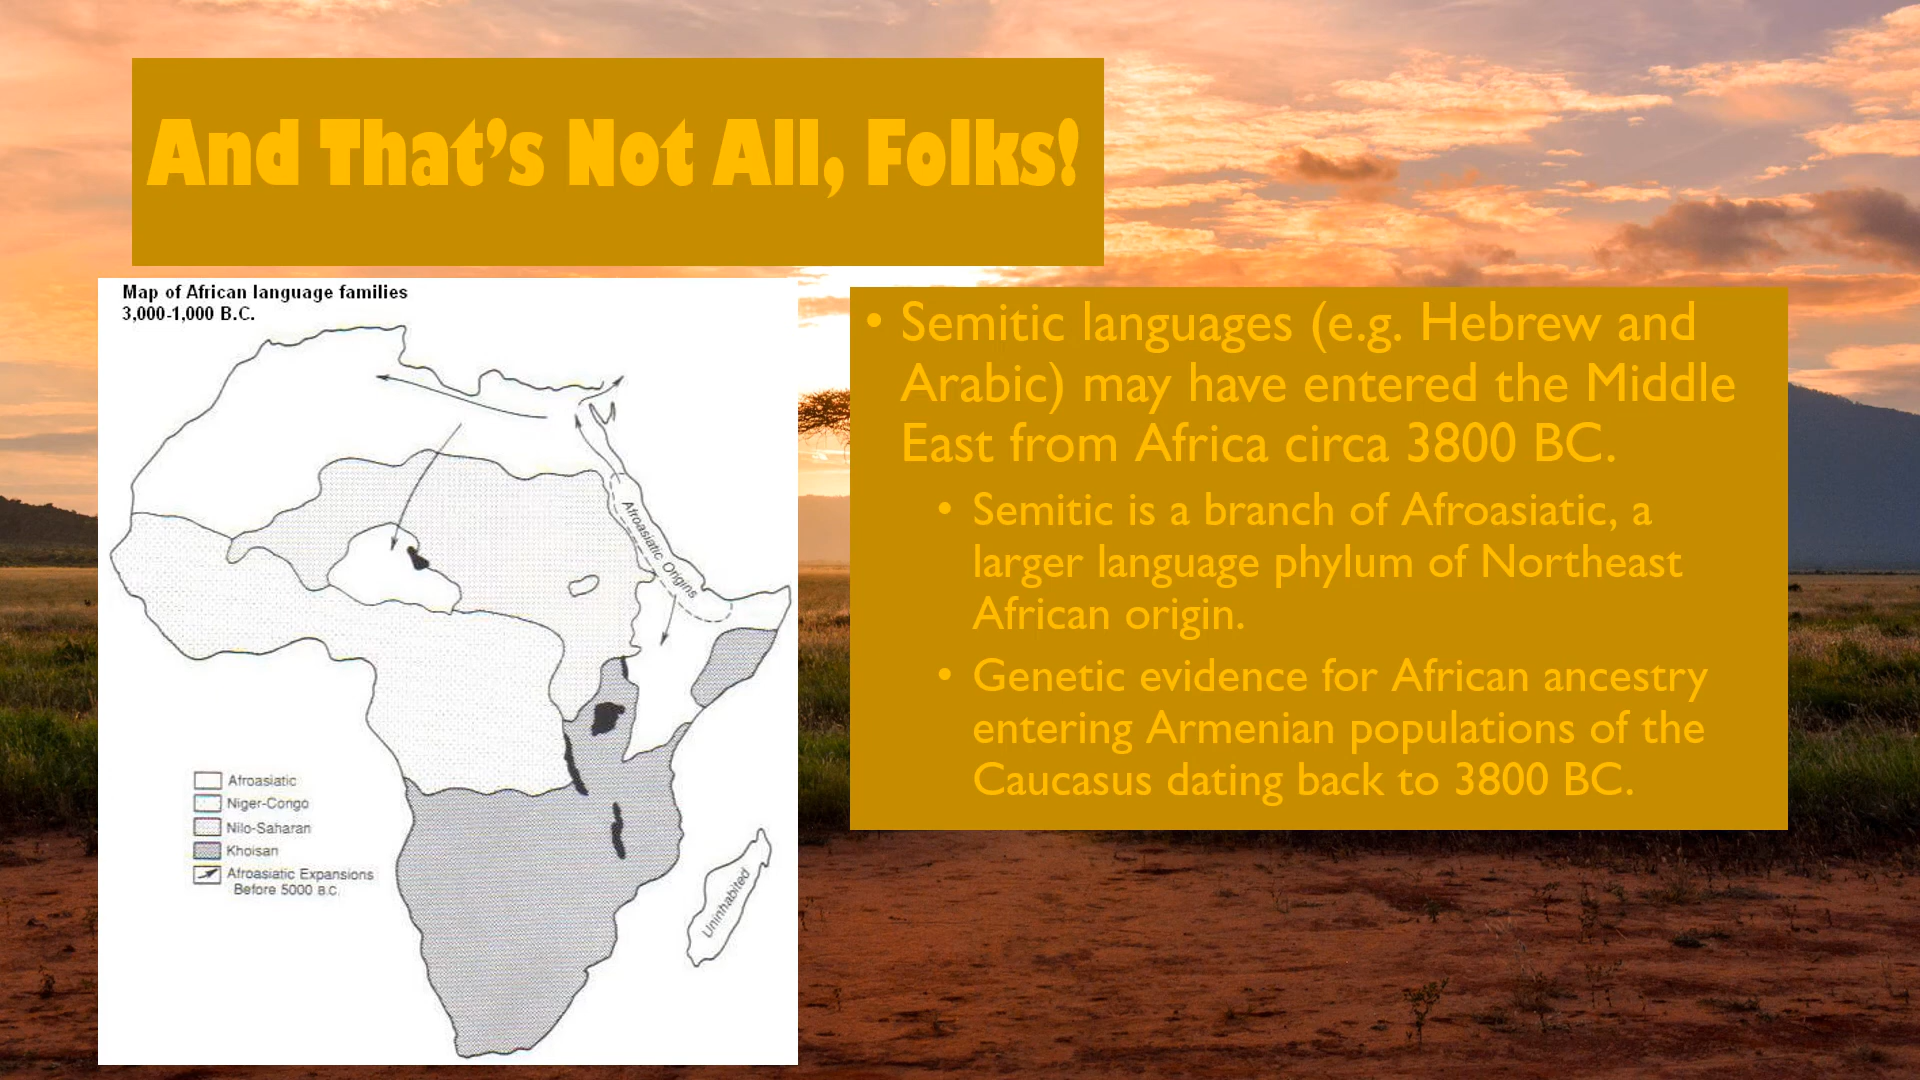 And That's Not All, Folks!
Map of African language families
3,000-1,000 B.C.
Afroasiatic Origins
Afroasiatic
Niger-Congo
Nilo-Saharan
Khoisan
Afroasiatic Expansions
Before 5000 B.C.
Uninhabited
• Semitic languages (e.g. Hebrew and
Arabic) may have entered the Middle
East from Africa circa 3800 BC.
• Semitic is a branch of Afroasiatic, a
larger language phylum of Northeast
African origin.
• Genetic evidence for African ancestry
entering Armenian populations of the
Caucasus dating back to 3800 BC.